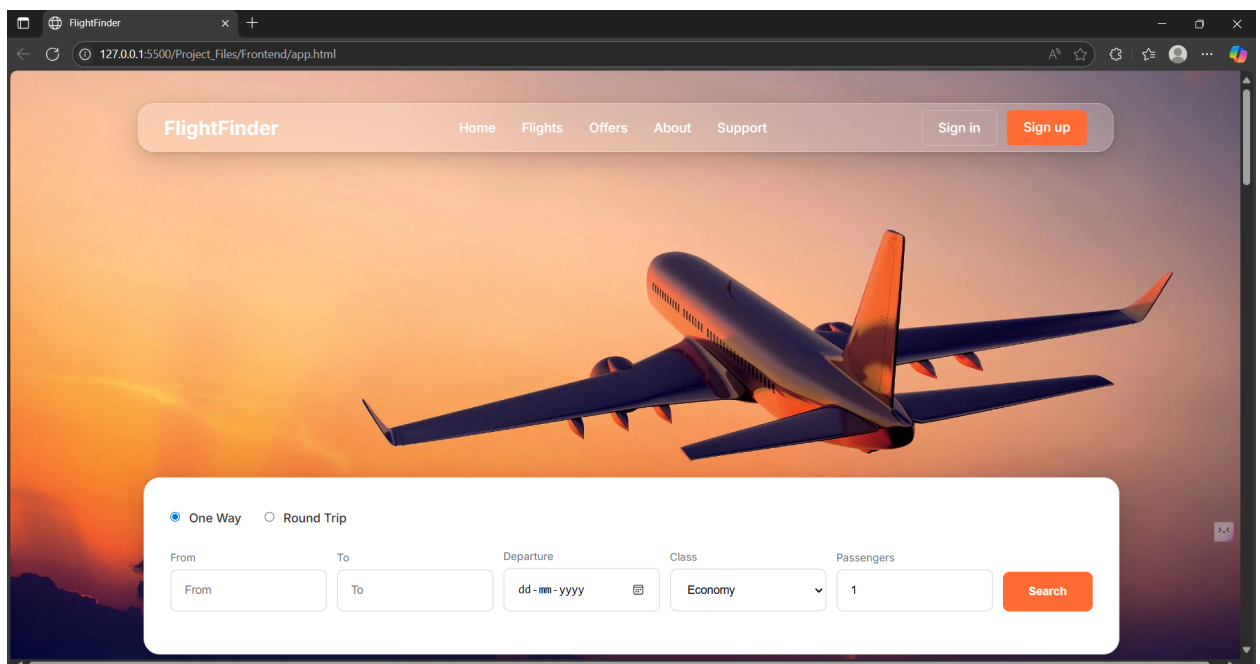 FlightFinder
127.0.0.1:5500/Project_Files/Frontend/app.html
FlightFinder Home Flights Offers About Support Sign in Sign up
One Way Round Trip
From To Departure Class Passengers
From To dd-mm-yyyy Economy 1 Search